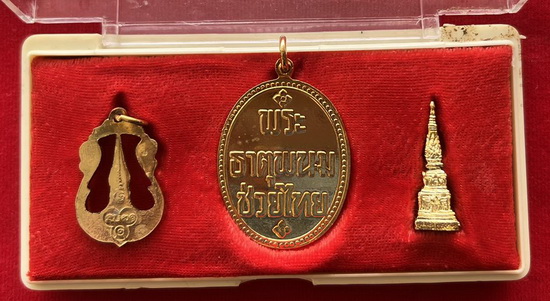 พระ
ธาตุพนม
ชวยไทย